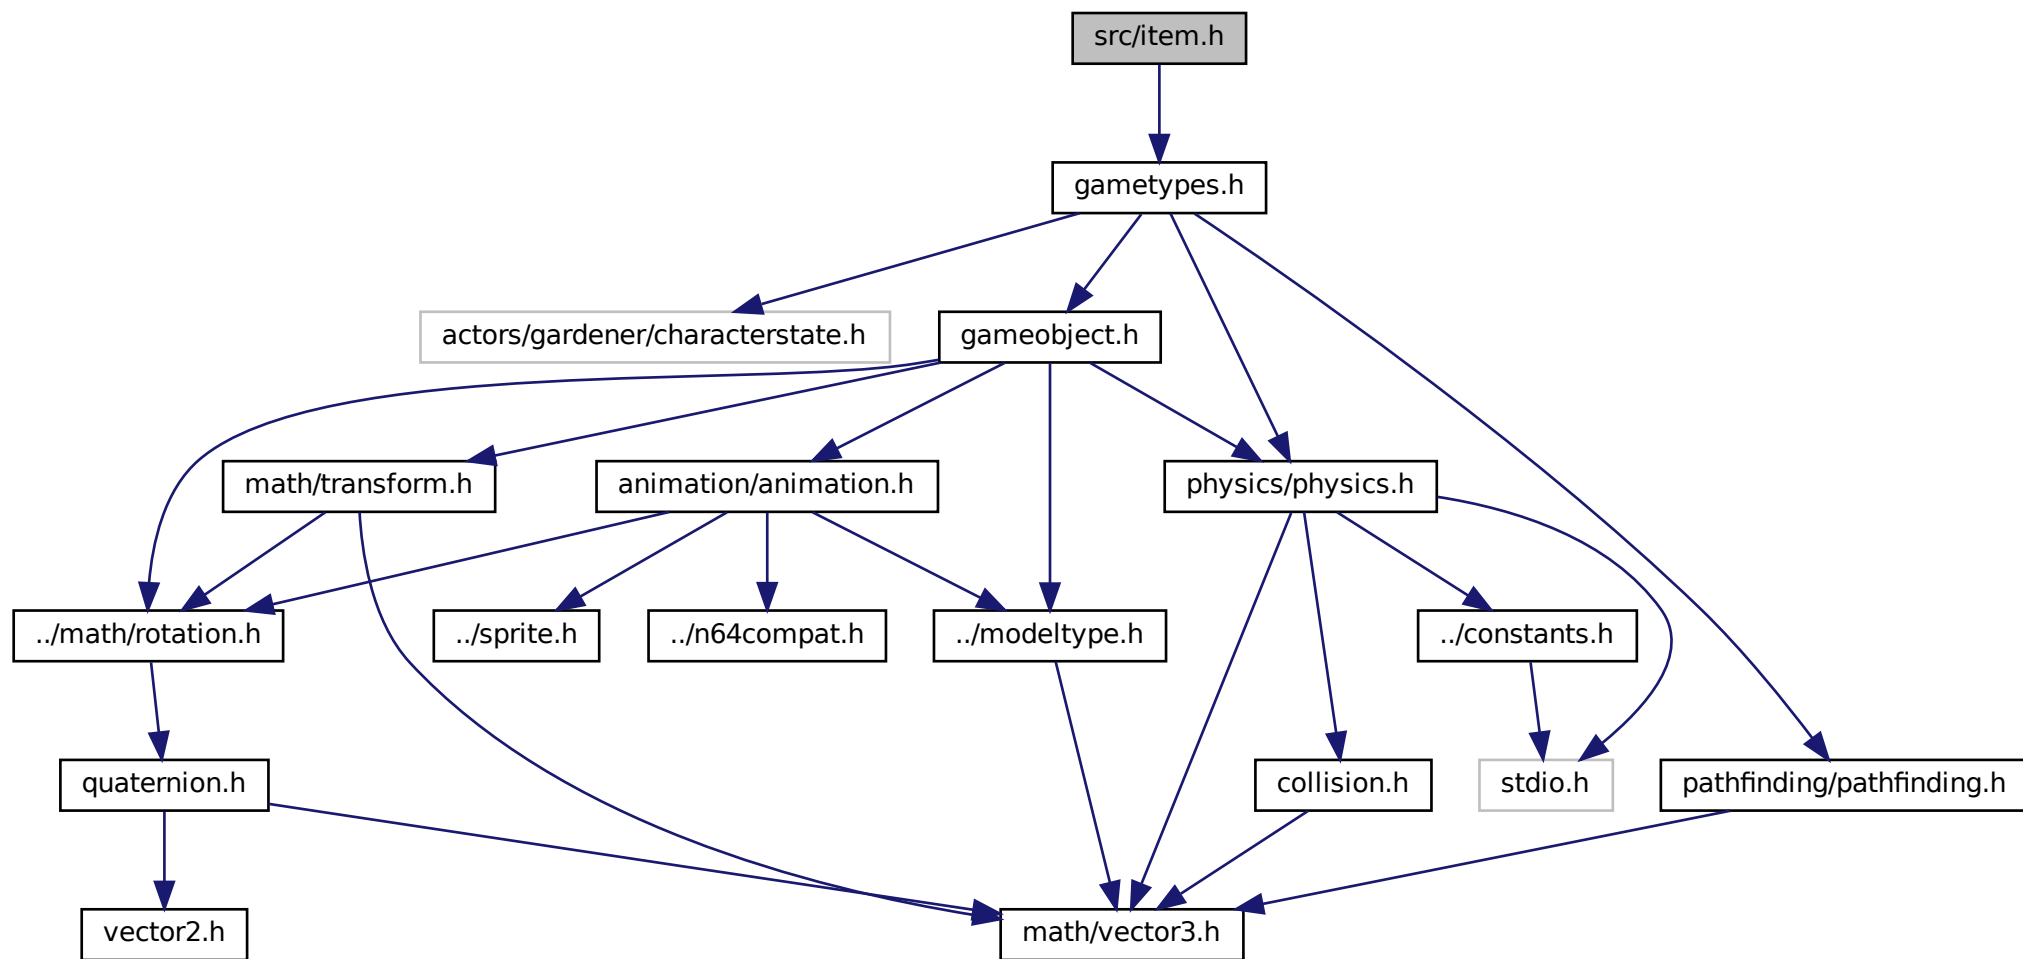 src/item.h
gametypes.h
actors/gardener/characterstate.h
gameobject.h
math/transform.h
animation/animation.h
physics/physics.h
../math/rotation.h
../sprite.h
../n64compat.h
../modeltype.h
../constants.h
quaternion.h
collision.h
stdio.h
pathfinding/pathfinding.h
vector2.h
math/vector3.h